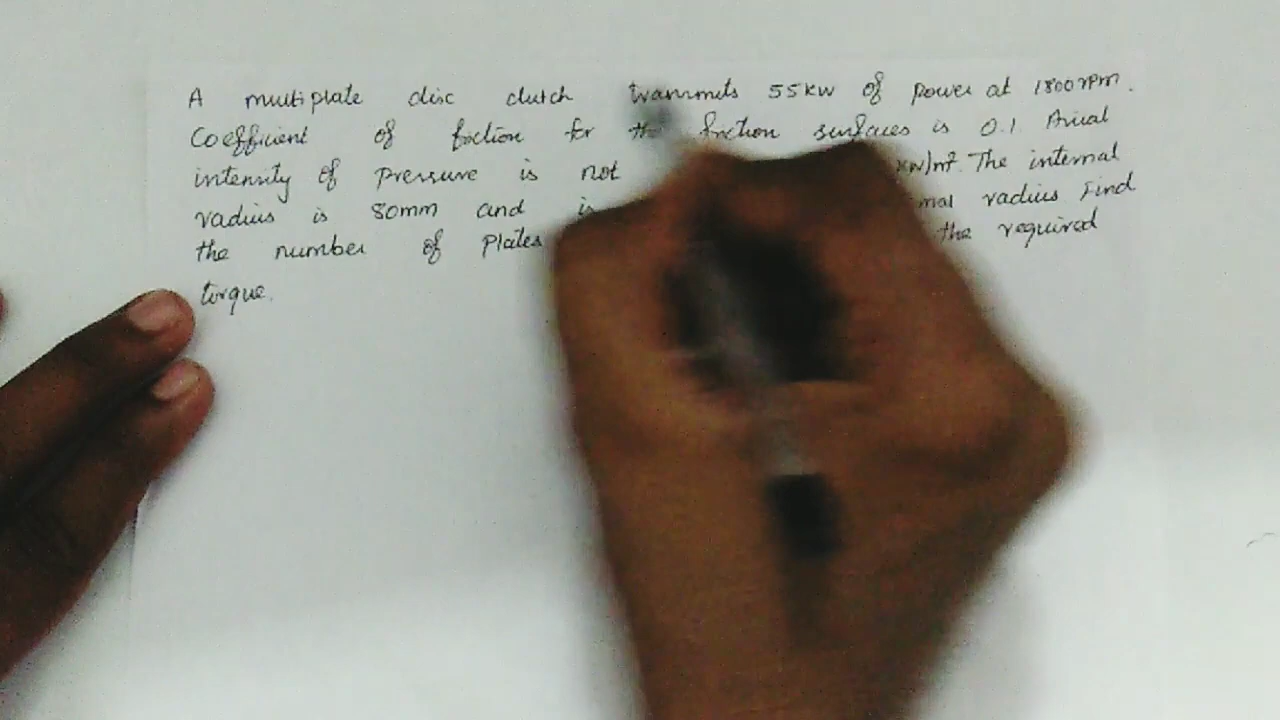 A multiplate disc clutch transmits 55kW of power at 1800rpm.
Coefficient of friction for the friction surfaces is 0.1 Axial
intensity of pressure is not kN/m². The internal
radius is 80mm and is radius Find
the number of plates the required
torque.